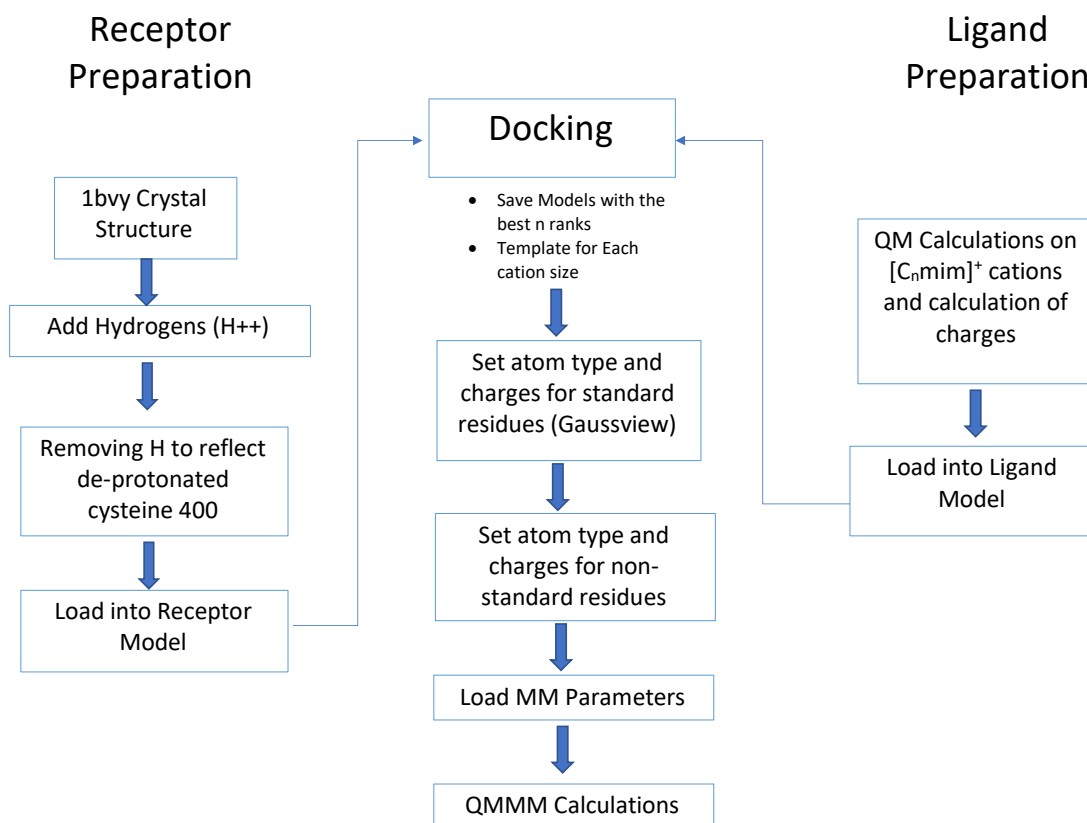 Receptor
Preparation
1bvy Crystal
Structure
Add Hydrogens (H++)
Removing H to reflect
de-protonated
cysteine 400
Load into Receptor
Model
Docking
• Save Models with the
best n ranks
• Template for Each
cation size
Set atom type and
charges for standard
residues (Gaussview)
Set atom type and
charges for non-
standard residues
Load MM Parameters
QMMM Calculations
Ligand
Preparation
QM Calculations on
[Cₙmim]⁺ cations
and calculation of
charges
Load into Ligand
Model